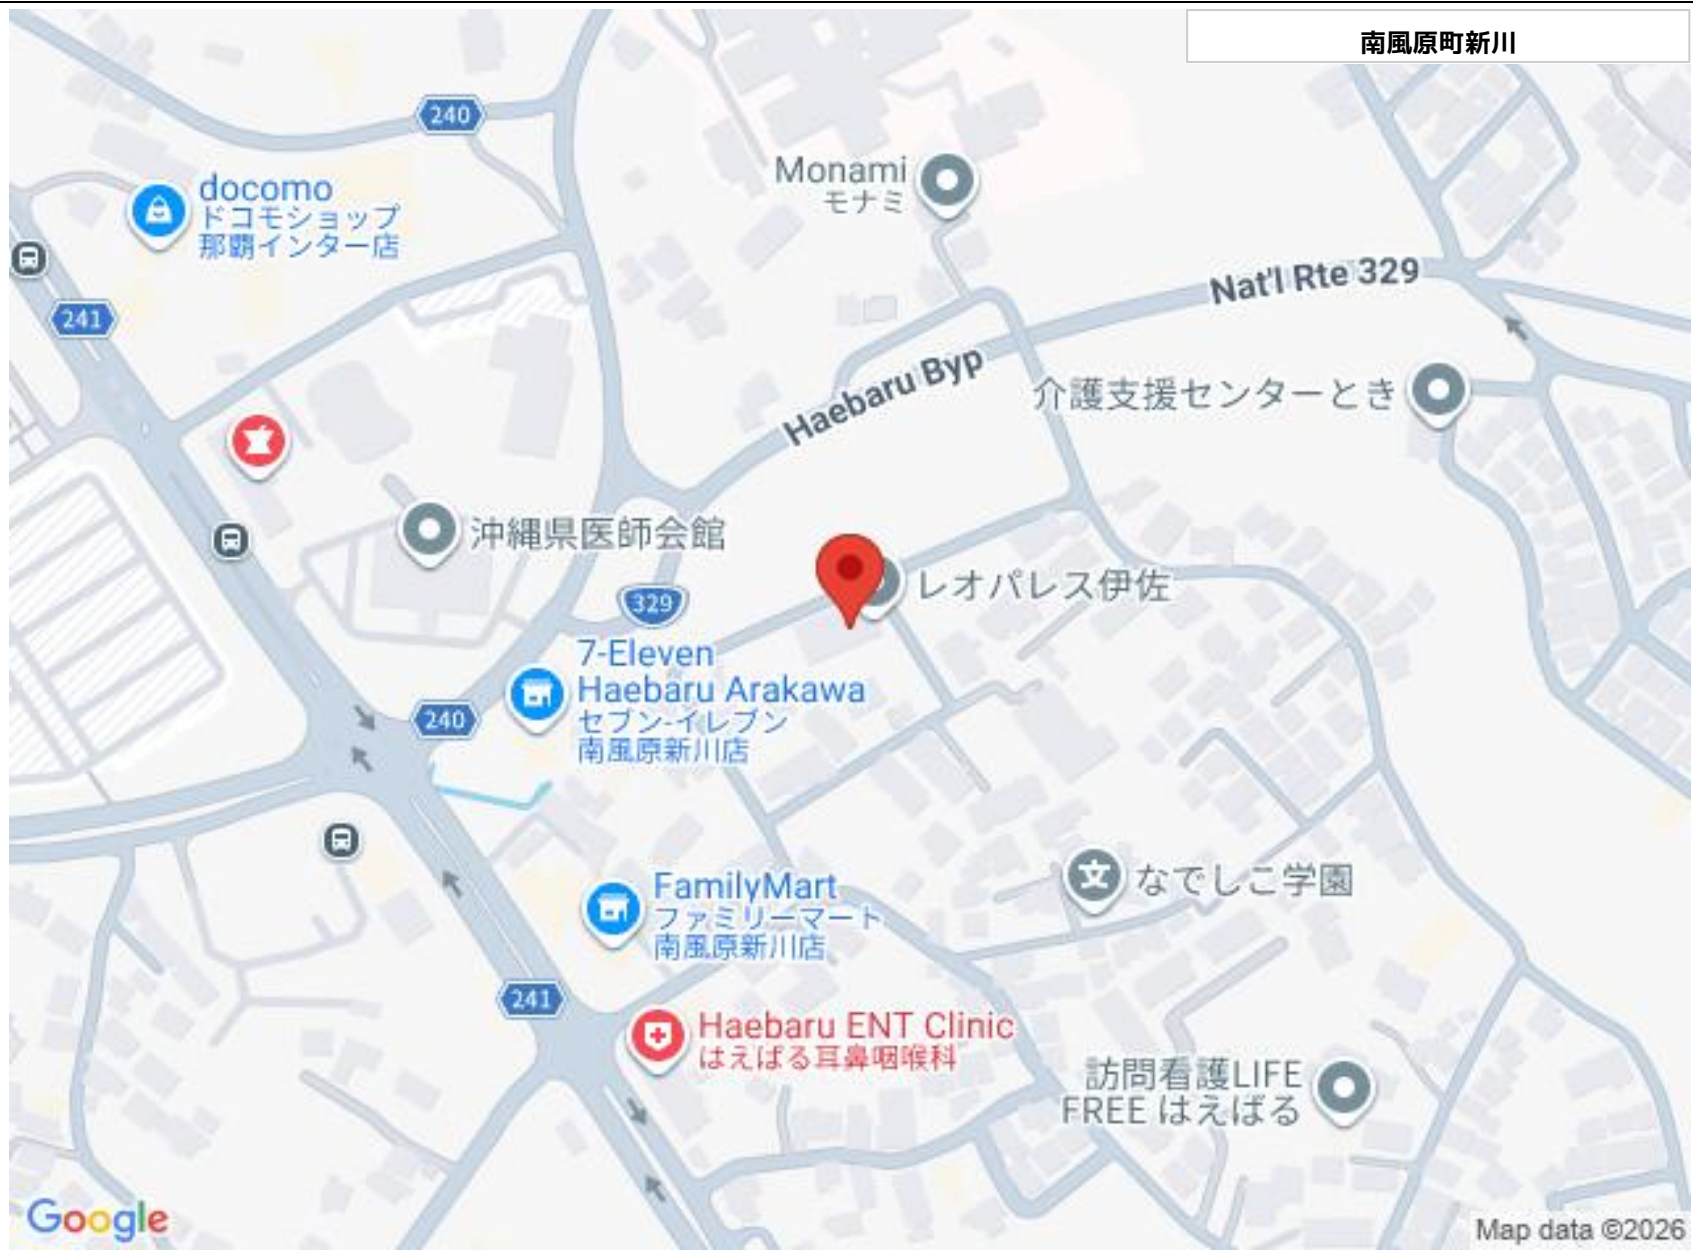 南風原町新川
240
Monami
モナミ
docomo
ドコモショップ
那覇インター店
Nat'l Rte 329
241
Haebaru Byp
介護支援センターとき
沖縄県医師会館
レオパレス伊佐
329
7-Eleven
Haebaru Arakawa
セブン-イレブン
南風原新川店
240
文
なでしこ学園
FamilyMart
ファミリーマート
南風原新川店
241
Haebaru ENT Clinic
はえばる耳鼻咽喉科
訪問看護LIFE
FREE はえばる
Google
Map data ©2026